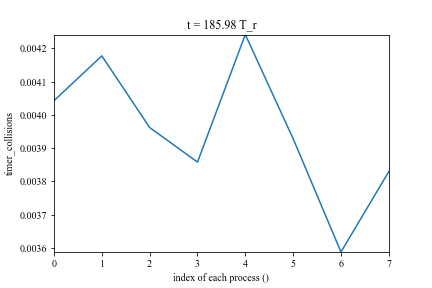 t = 185.98 T_r
timer_collisions
0.0042
0.0041
0.0040
0.0039
0.0038
0.0037
0.0036
0 1 2 3 4 5 6 7
index of each process ()